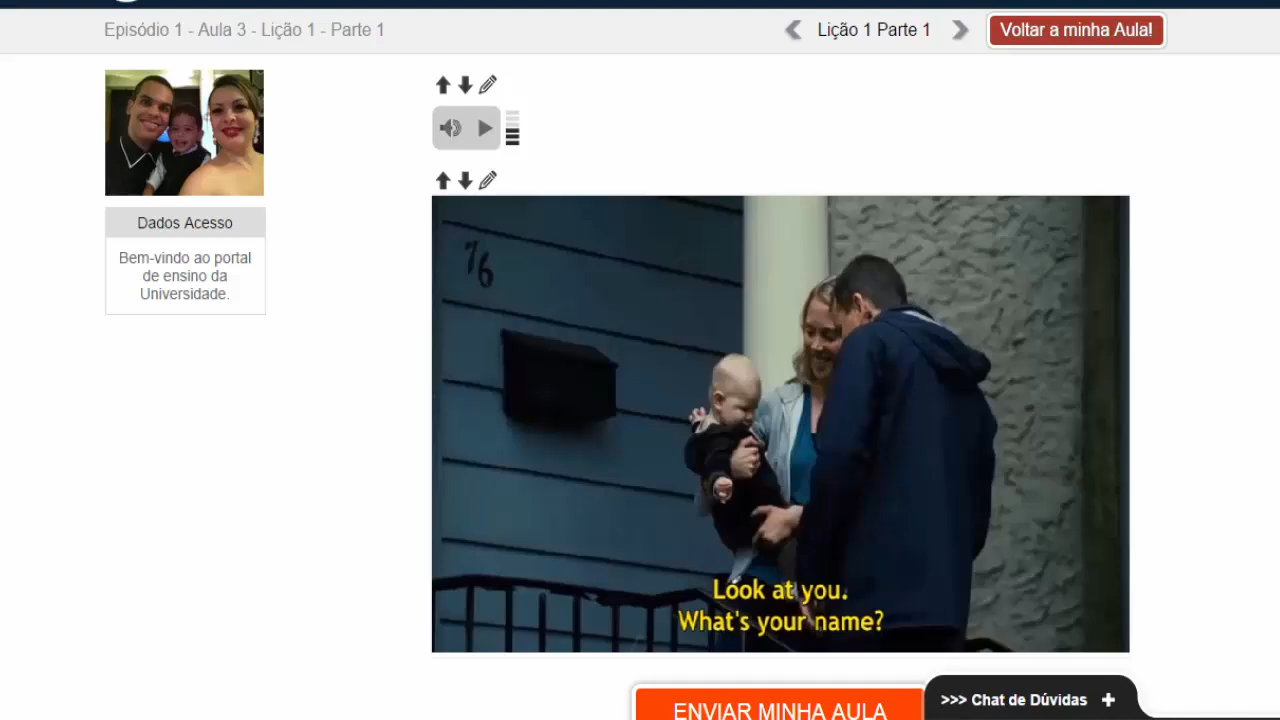 Episódio 1 - Aula 3 - Lição 1 - Parte 1
Lição 1 Parte 1
Voltar a minha Aula!
Dados Acesso
Bem-vindo ao portal
de ensino da
Universidade.
76
Look at you.
What's your name?
ENVIAR MINHA AULA
>>> Chat de Dúvidas +